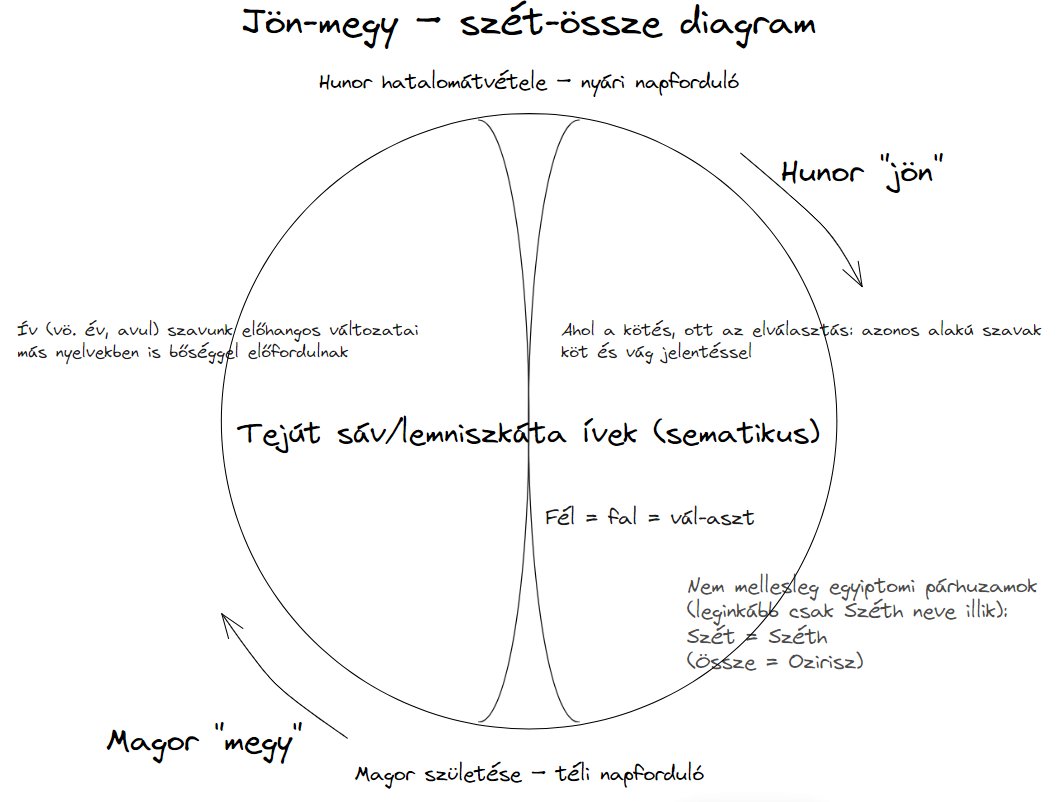 Jön-megy – szét-össze diagram
Hunor hatalomátvétele – nyári napforduló
Hunor "jön"
Ív (vö. év, avul) szavunk előhangos változatai
más nyelvekben is bőséggel előfordulnak
Ahol a kötés, ott az elválasztás: azonos alakú szavak
köt és vág jelentéssel
Tejút sáv/lemniszkáta ívek (sematikus)
Fél = fal = vál-aszt
Nem mellesleg egyiptomi párhuzamok
(leginkább csak Széth neve illik):
Szét = Széth
(Össze = Ozirisz)
Magor "megy"
Magor születése – téli napforduló